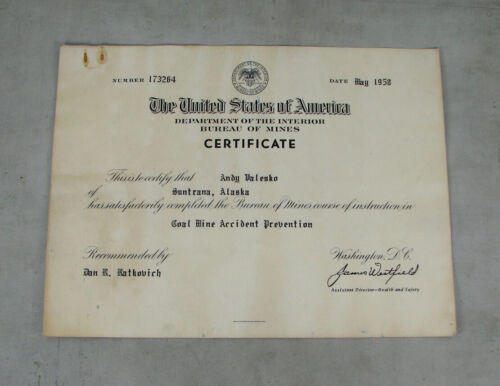 NUMBER 173264 DATE May 1958
The United States of America
DEPARTMENT OF THE INTERIOR
BUREAU OF MINES
CERTIFICATE
This is to certify that Andy Valesko
of Suntrana, Alaska
has satisfactorily completed the Bureau of Mines course of instruction in
Coal Mine Accident Prevention
Recommended by Washington, D.C.
Dan R. Ratkovich James Westfield
Assistant Director—Health and Safety